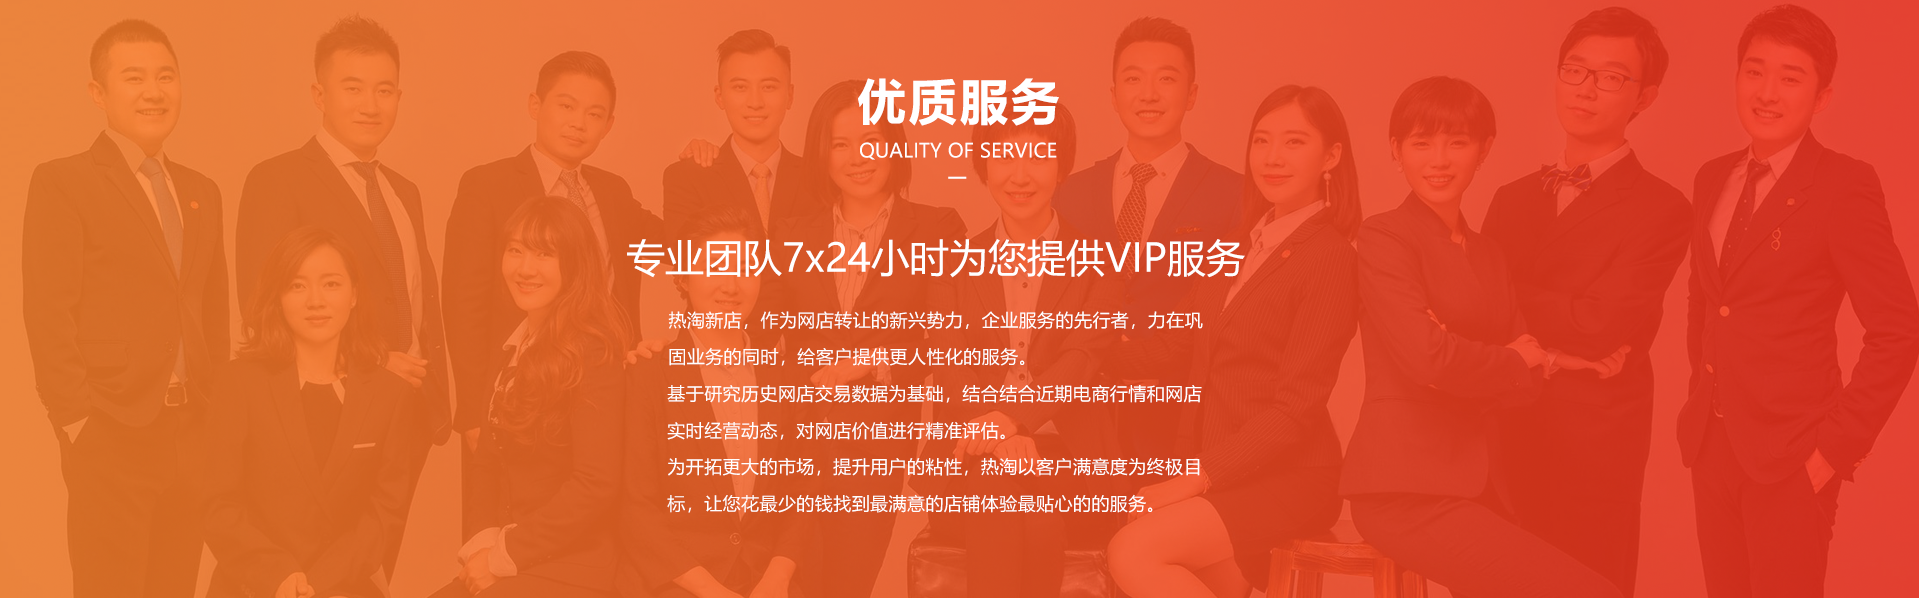 优质服务
QUALITY OF SERVICE
专业团队7x24小时为您提供VIP服务
热淘新店，作为网店转让的新兴势力，企业服务的先行者，力在巩
固业务的同时，给客户提供更人性化的服务。
基于研究历史网店交易数据为基础，结合结合近期电商行情和网店
实时经营动态，对网店价值进行精准评估。
为开拓更大的市场，提升用户的粘性，热淘以客户满意度为终极目
标，让您花最少的钱找到最满意的店铺体验最贴心的的服务。